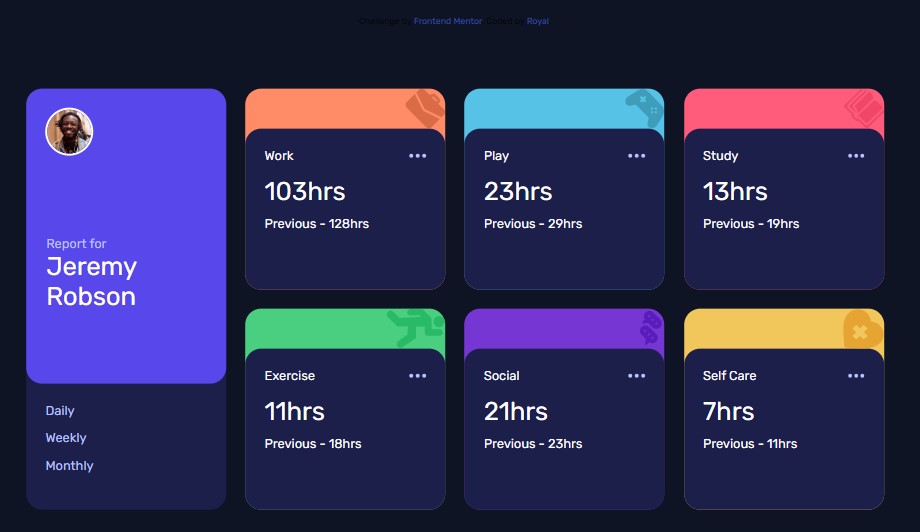 Challenge by Frontend Mentor. Coded by Royal
Report for
Jeremy
Robson
Daily
Weekly
Monthly
Work
103hrs
Previous - 128hrs
Play
23hrs
Previous - 29hrs
Study
13hrs
Previous - 19hrs
Exercise
11hrs
Previous - 18hrs
Social
21hrs
Previous - 23hrs
Self Care
7hrs
Previous - 11hrs